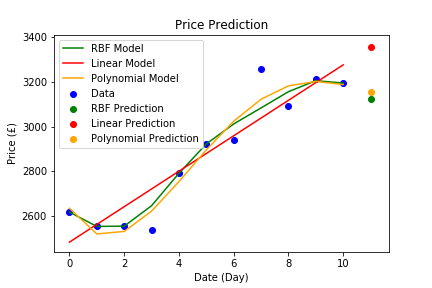 Price Prediction
3400
3200
3000
2800
2600
Price (£)
RBF Model
Linear Model
Polynomial Model
Data
RBF Prediction
Linear Prediction
Polynomial Prediction
0
2
4
6
8
10
Date (Day)